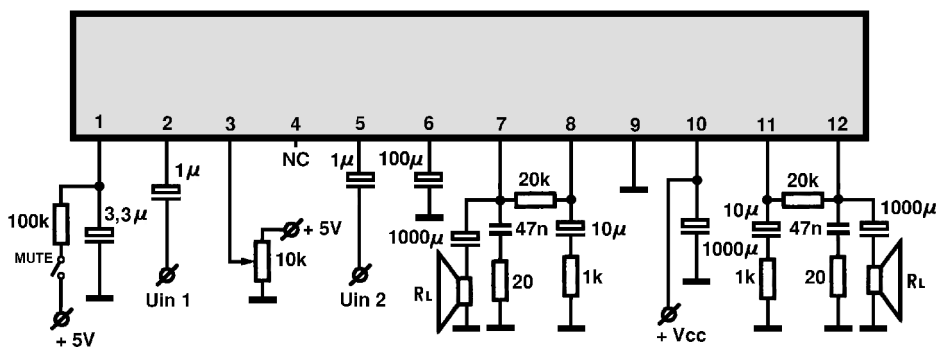 1 2 3 4 5 6 7 8 9 10 11 12
NC
1µ 1µ 100µ
20k 20k
100k 3,3µ + 5V 1000µ 47n 10µ 10µ 47n 1000µ
1000µ
MUTE 10k 20 1k 1k 20
RL RL
Uin 1 Uin 2
+ 5V + Vcc